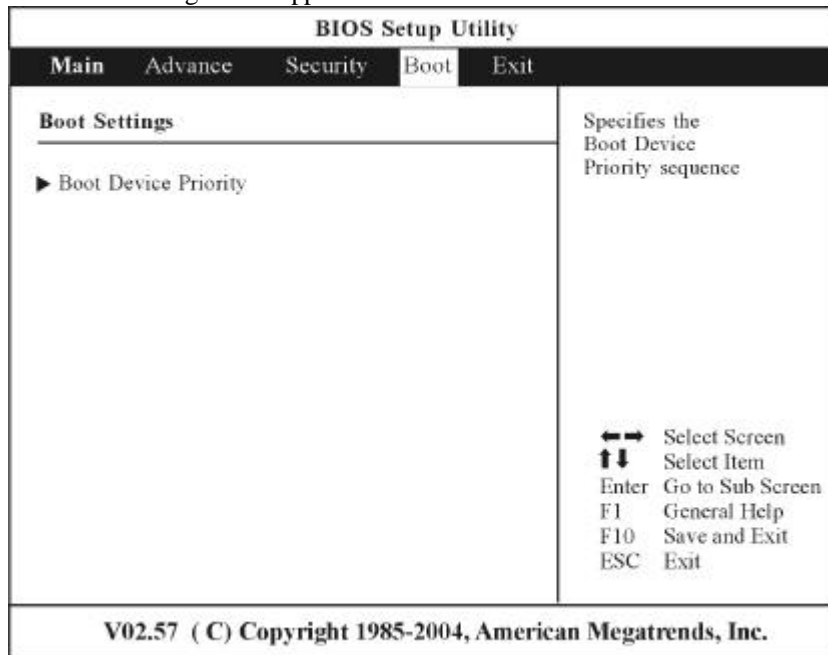 BIOS Setup Utility
Main Advance Security Boot Exit
Boot Settings
▶ Boot Device Priority
Specifies the
Boot Device
Priority sequence
←→ Select Screen
↑↓ Select Item
Enter Go to Sub Screen
F1 General Help
F10 Save and Exit
ESC Exit
V02.57 ( C) Copyright 1985-2004, American Megatrends, Inc.